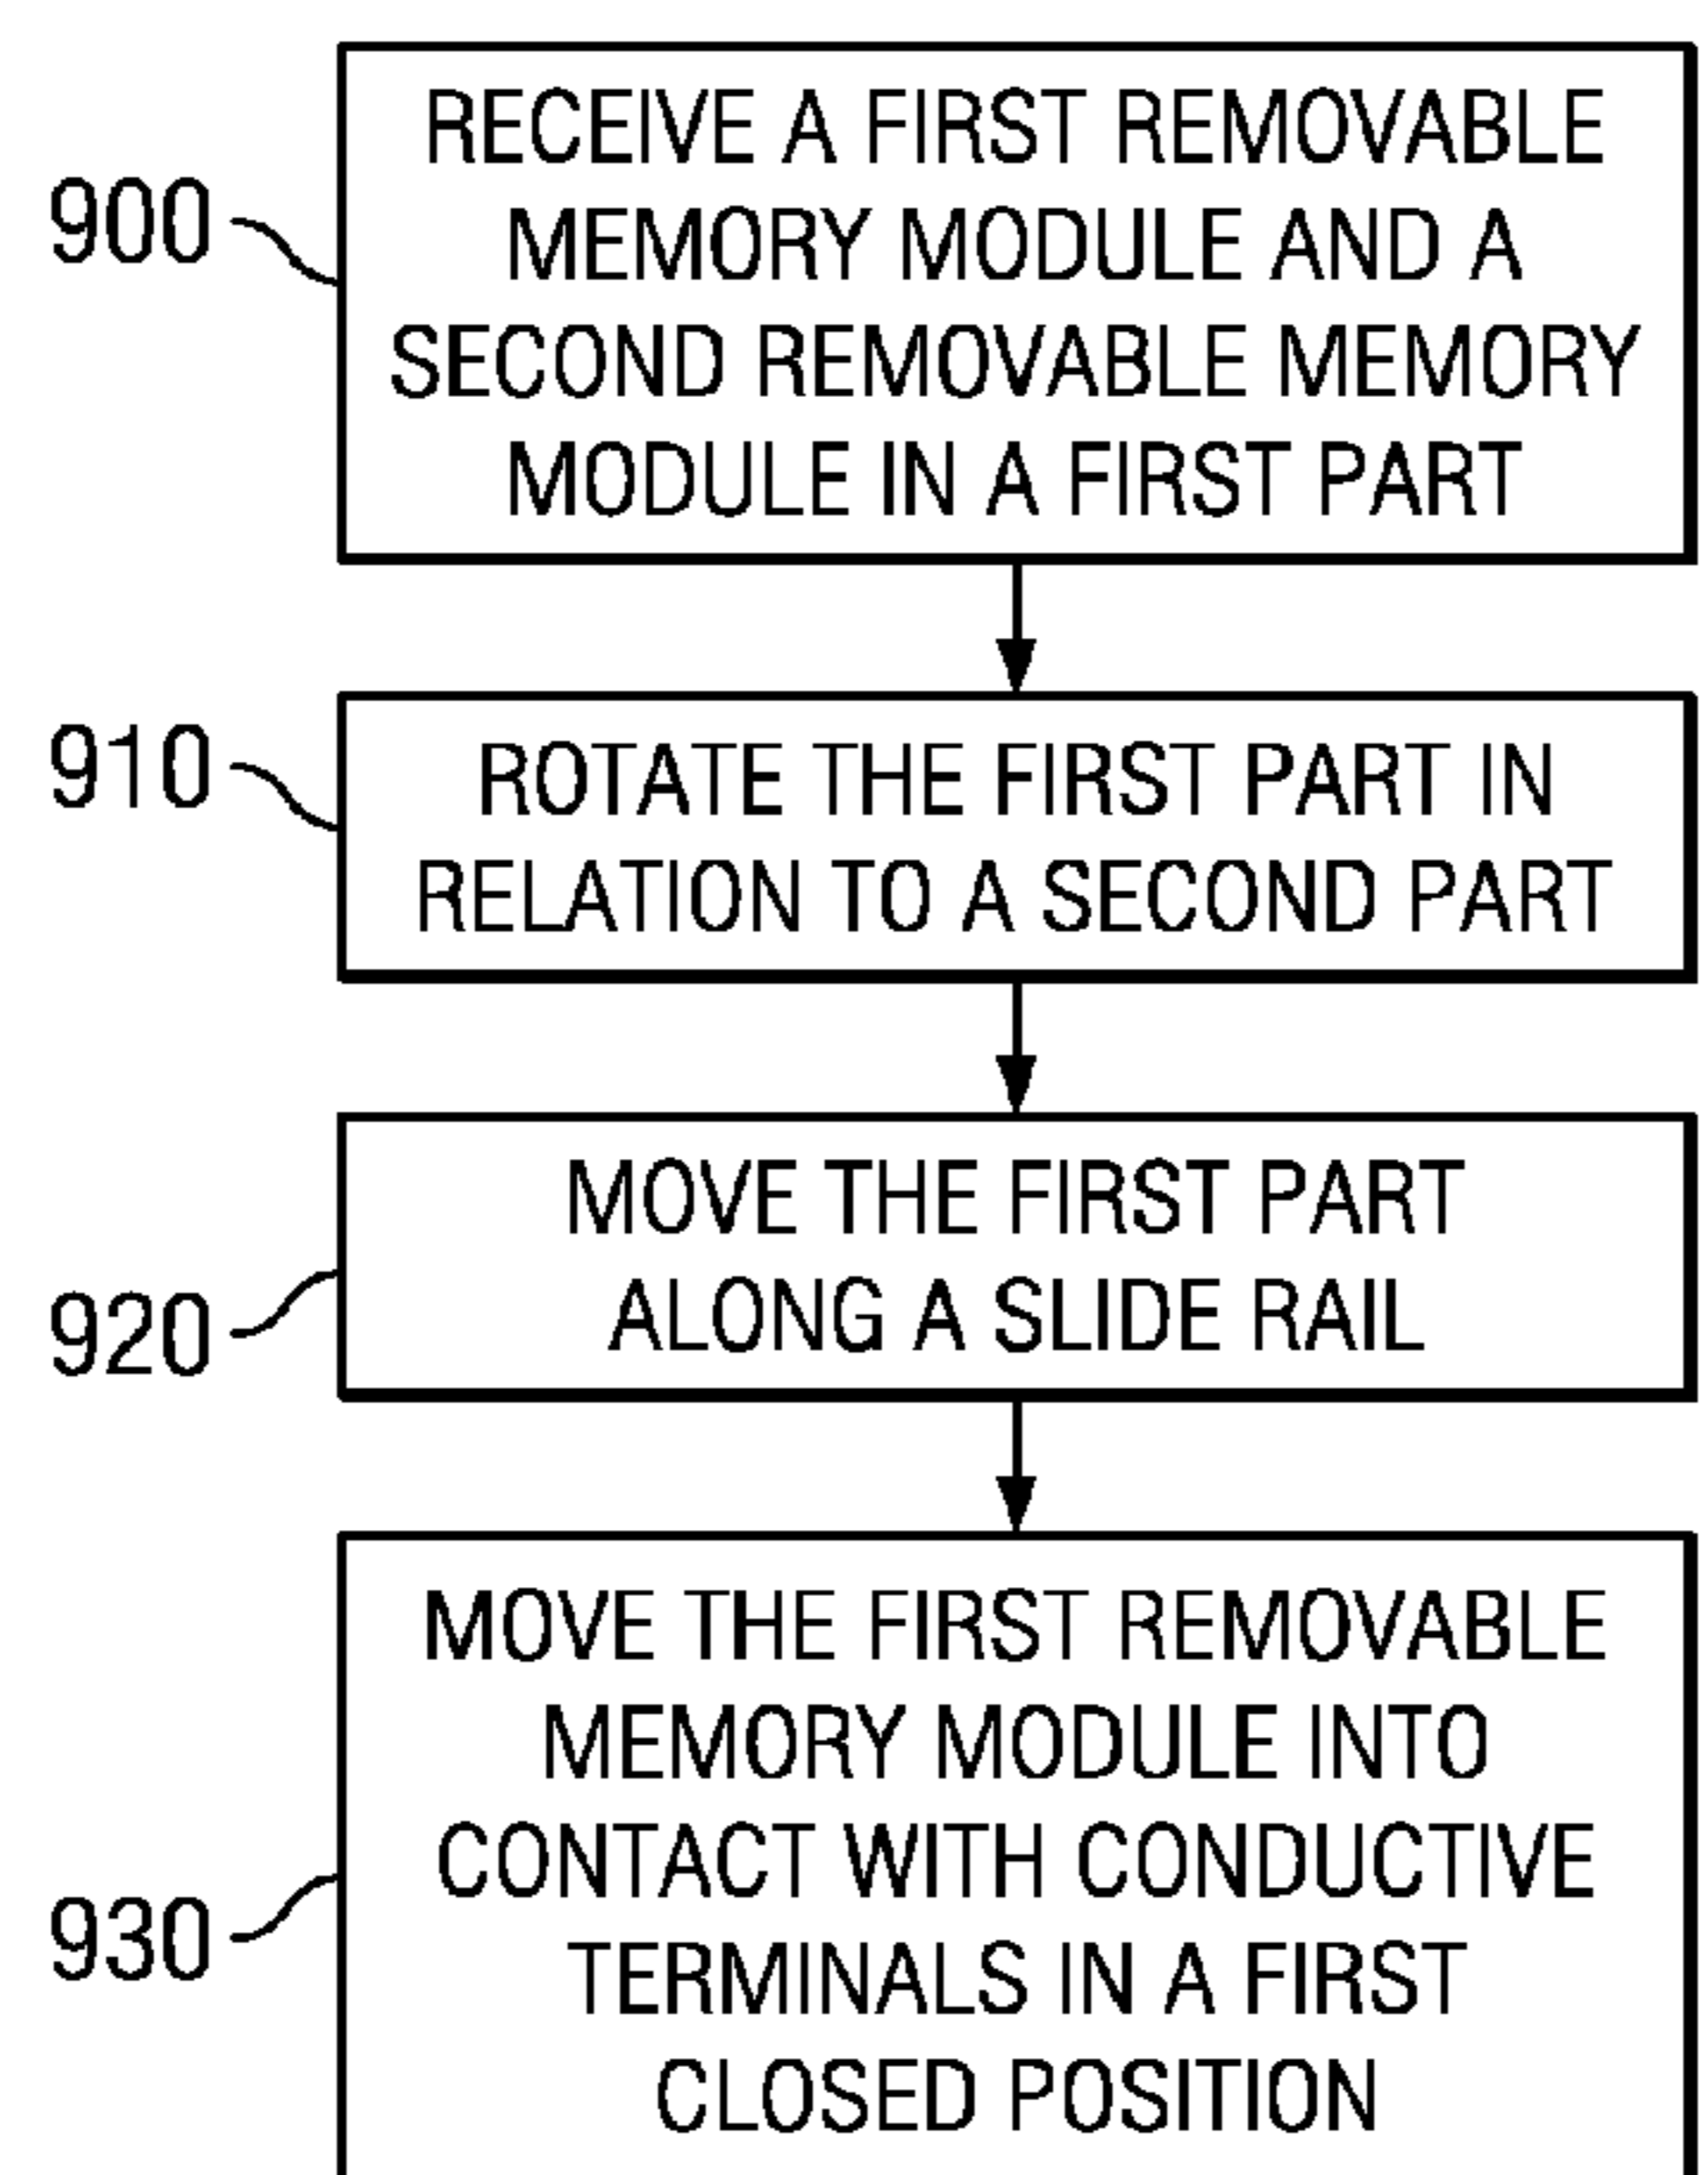 900
RECEIVE A FIRST REMOVABLE
MEMORY MODULE AND A
SECOND REMOVABLE MEMORY
MODULE IN A FIRST PART
910
ROTATE THE FIRST PART IN
RELATION TO A SECOND PART
920
MOVE THE FIRST PART
ALONG A SLIDE RAIL
930
MOVE THE FIRST REMOVABLE
MEMORY MODULE INTO
CONTACT WITH CONDUCTIVE
TERMINALS IN A FIRST
CLOSED POSITION